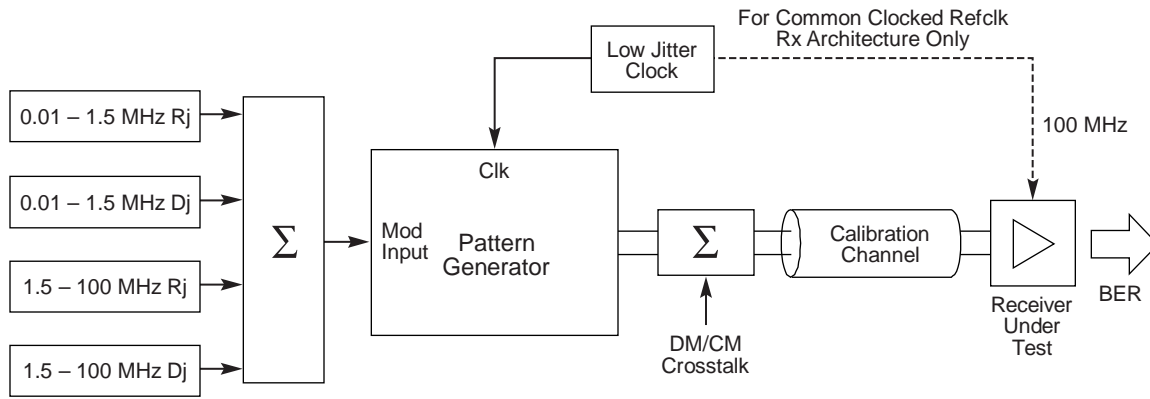 For Common Clocked Refclk
Rx Architecture Only
Low Jitter
Clock
0.01 – 1.5 MHz Rj
100 MHz
Clk
0.01 – 1.5 MHz Dj
Σ
Mod
Input
Pattern
Generator
Σ
Calibration
Channel
1.5 – 100 MHz Rj
BER
Receiver
Under
Test
DM/CM
Crosstalk
1.5 – 100 MHz Dj